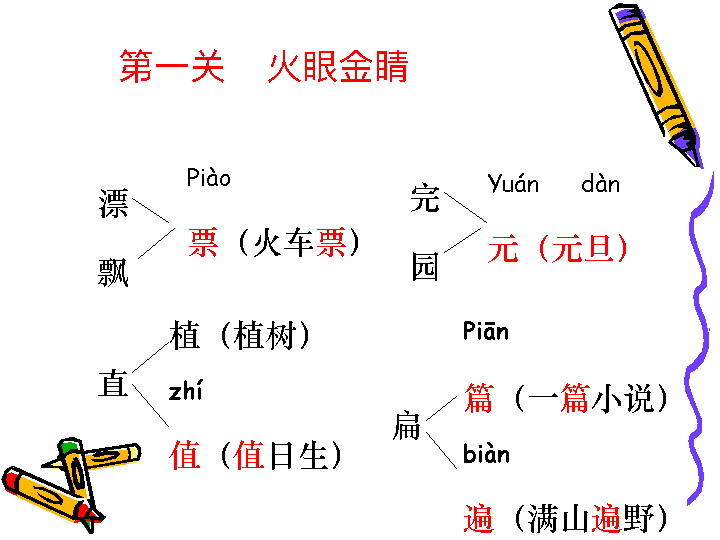 第一关 火眼金睛
Piào
漂
票（火车票）
飘
Yuán dàn
完
元（元旦）
园
植（植树）
直
zhí
值（值日生）
Piān
篇（一篇小说）
扁
biàn
遍（满山遍野）